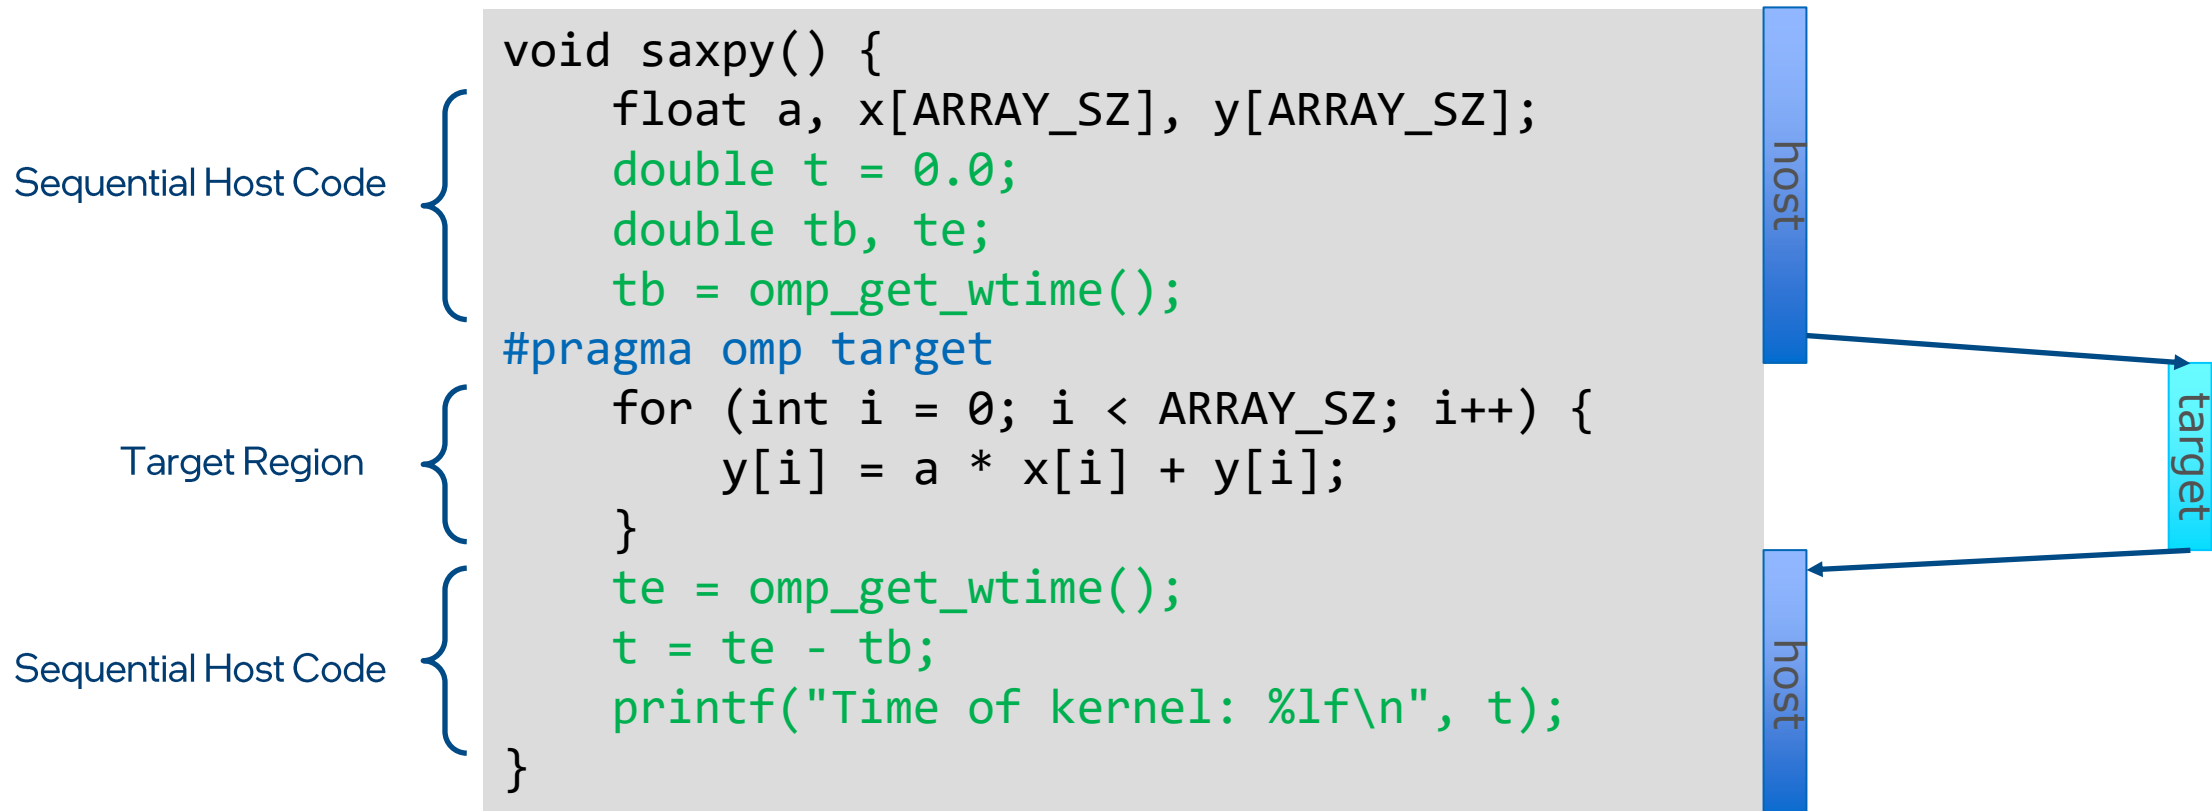 void saxpy() {
float a, x[ARRAY_SZ], y[ARRAY_SZ];
double t = 0.0;
Sequential Host Code
double tb, te;
tb = omp_get_wtime();
host
#pragma omp target
for (int i = 0; i < ARRAY_SZ; i++) {
Target Region
y[i] = a * x[i] + y[i];
}
target
te = omp_get_wtime();
t = te - tb;
Sequential Host Code
printf("Time of kernel: %lf\n", t);
}
host